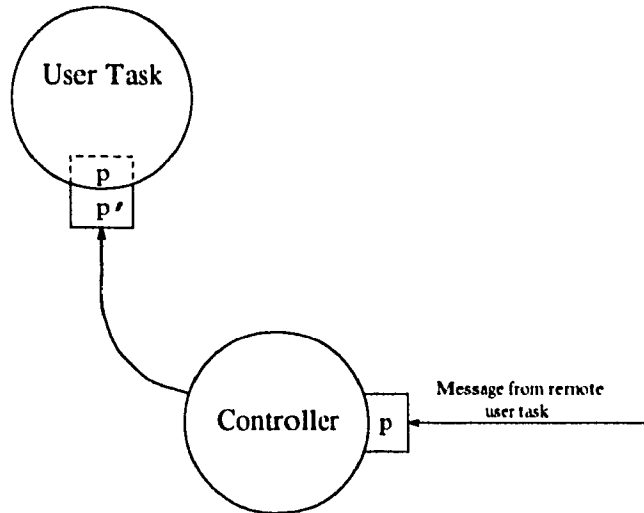 User Task
p
p′
Message from remote
user task
Controller
p